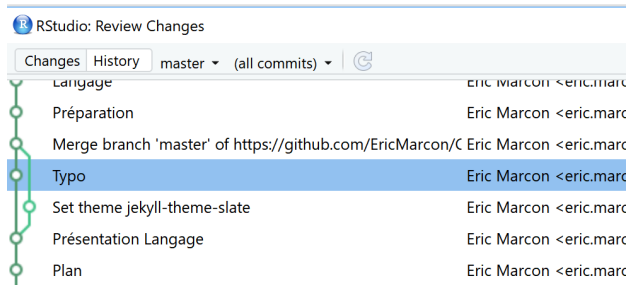 R RStudio: Review Changes
Changes History master (all commits)
Langage Eric Marcon <eric.marc
Préparation Eric Marcon <eric.marc
Merge branch 'master' of https://github.com/EricMarcon/C Eric Marcon <eric.marc
Typo Eric Marcon <eric.marc
Set theme jekyll-theme-slate Eric Marcon <eric.marc
Présentation Langage Eric Marcon <eric.marc
Plan Eric Marcon <eric.marc